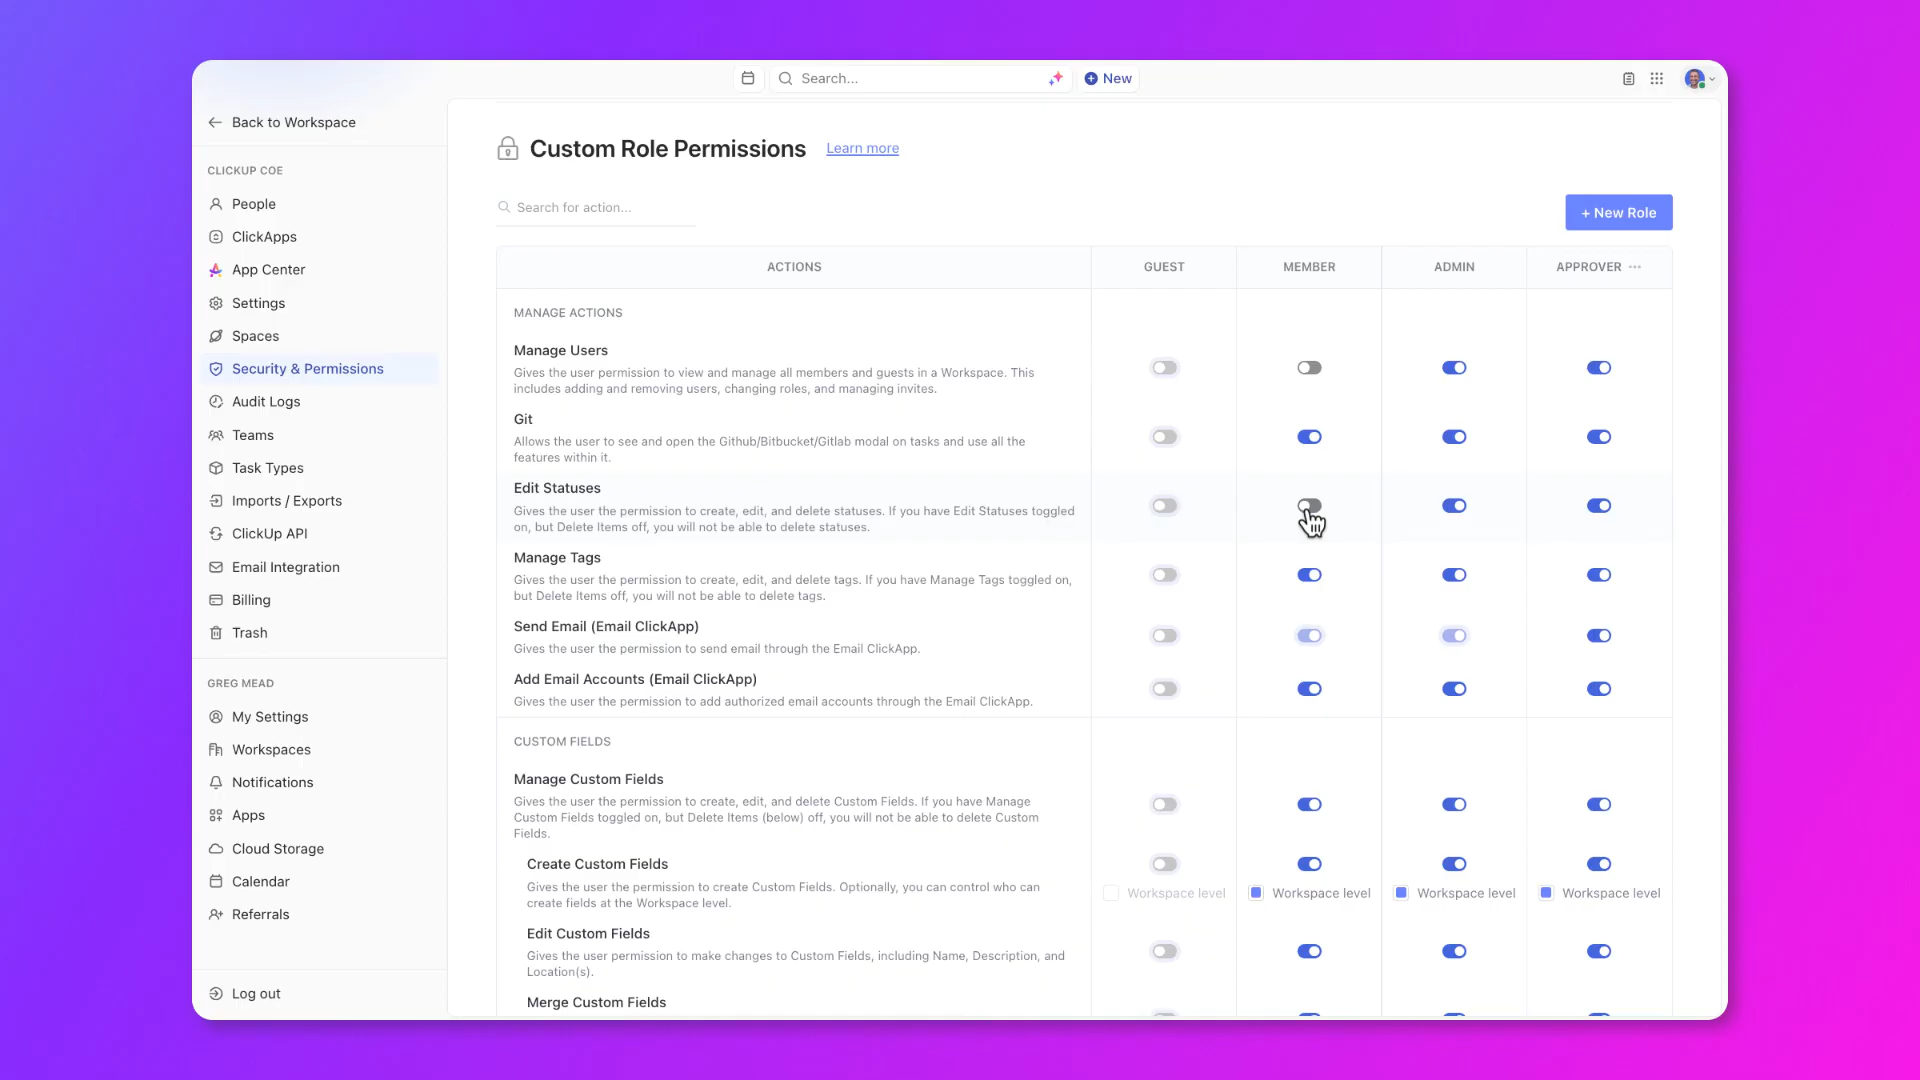 Search...
New
Back to Workspace
CLICKUP COE
People
ClickApps
App Center
Settings
Spaces
Security & Permissions
Audit Logs
Teams
Task Types
Imports / Exports
ClickUp API
Email Integration
Billing
Trash
GREG MEAD
My Settings
Workspaces
Notifications
Apps
Cloud Storage
Calendar
Referrals
Log out
Custom Role Permissions
Learn more
Search for action...
+ New Role
ACTIONS GUEST MEMBER ADMIN APPROVER
MANAGE ACTIONS
Manage Users
Gives the user permission to view and manage all members and guests in a Workspace. This
includes adding and removing users, changing roles, and managing invites.
Git
Allows the user to see and open the Github/Bitbucket/Gitlab modal on tasks and use all the
features within it.
Edit Statuses
Gives the user the permission to create, edit, and delete statuses. If you have Edit Statuses toggled
on, but Delete Items off, you will not be able to delete statuses.
Manage Tags
Gives the user the permission to create, edit, and delete tags. If you have Manage Tags toggled on,
but Delete Items off, you will not be able to delete tags.
Send Email (Email ClickApp)
Gives the user the permission to send email through the Email ClickApp.
Add Email Accounts (Email ClickApp)
Gives the user the permission to add authorized email accounts through the Email ClickApp.
CUSTOM FIELDS
Manage Custom Fields
Gives the user the permission to create, edit, and delete Custom Fields. If you have Manage
Custom Fields toggled on, but Delete Items (below) off, you will not be able to delete Custom
Fields.
Create Custom Fields
Gives the user the permission to create Custom Fields. Optionally, you can control who can
create fields at the Workspace level.
Workspace level Workspace level Workspace level Workspace level
Edit Custom Fields
Gives the user permission to make changes to Custom Fields, including Name, Description, and
Location(s).
Merge Custom Fields